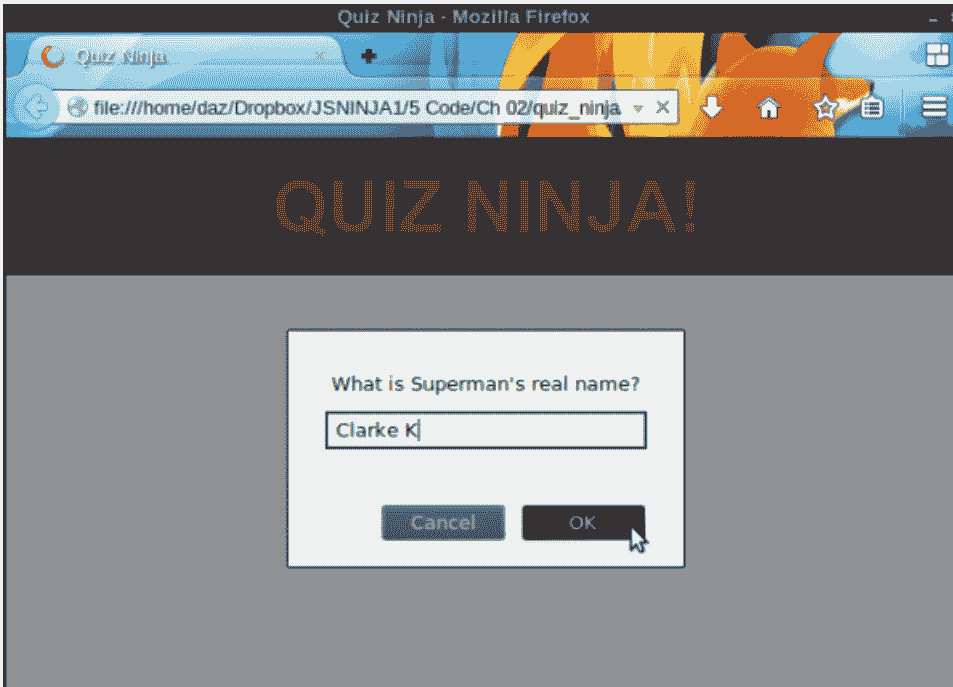 Quiz Ninja - Mozilla Firefox
Quiz Ninja
file:///home/daz/Dropbox/JSNINJA1/5 Code/Ch 02/quiz_ninja
QUIZ NINJA!
What is Superman's real name?
Clarke K
Cancel
OK